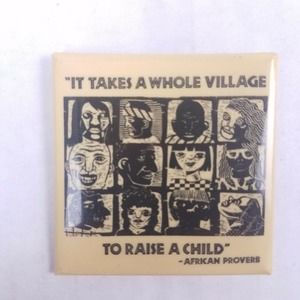 "IT TAKES A WHOLE VILLAGE
TO RAISE A CHILD"
-AFRICAN PROVERB